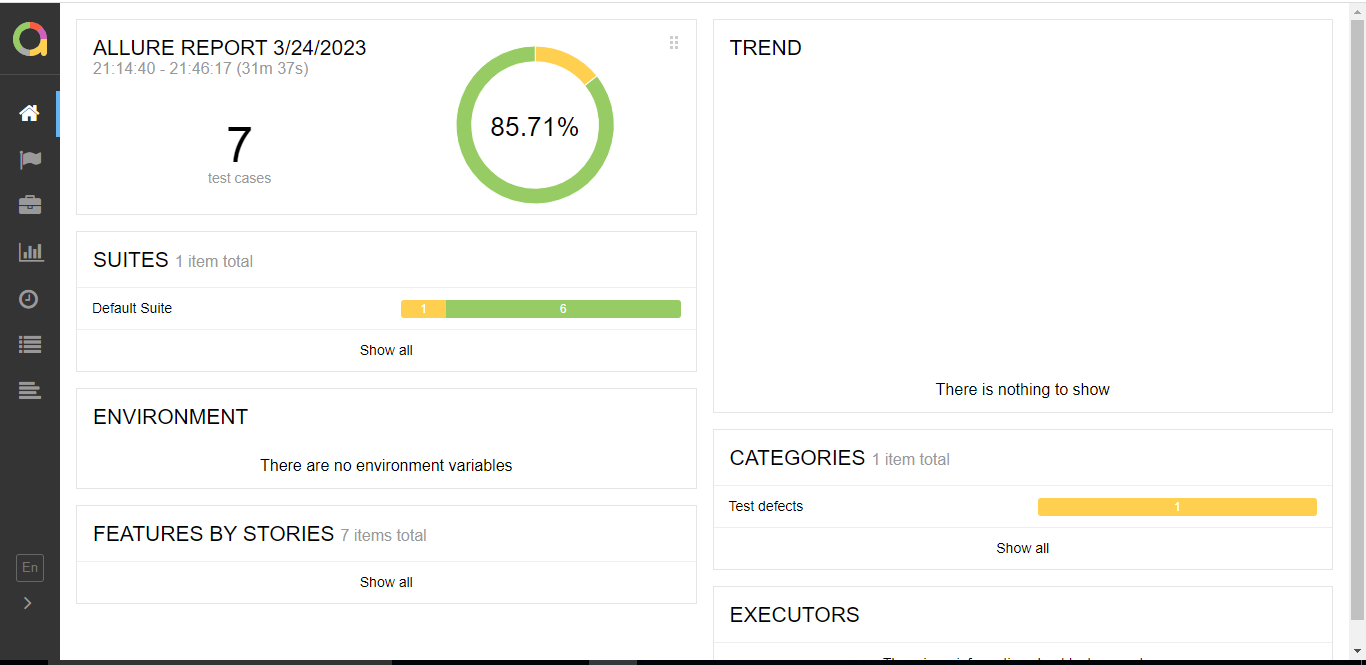 ALLURE REPORT 3/24/2023
21:14:40 - 21:46:17 (31m 37s)
7
test cases
85.71%
SUITES 1 item total
Default Suite 1 6
Show all
ENVIRONMENT
There are no environment variables
FEATURES BY STORIES 7 items total
Show all
TREND
There is nothing to show
CATEGORIES 1 item total
Test defects 1
Show all
EXECUTORS
En